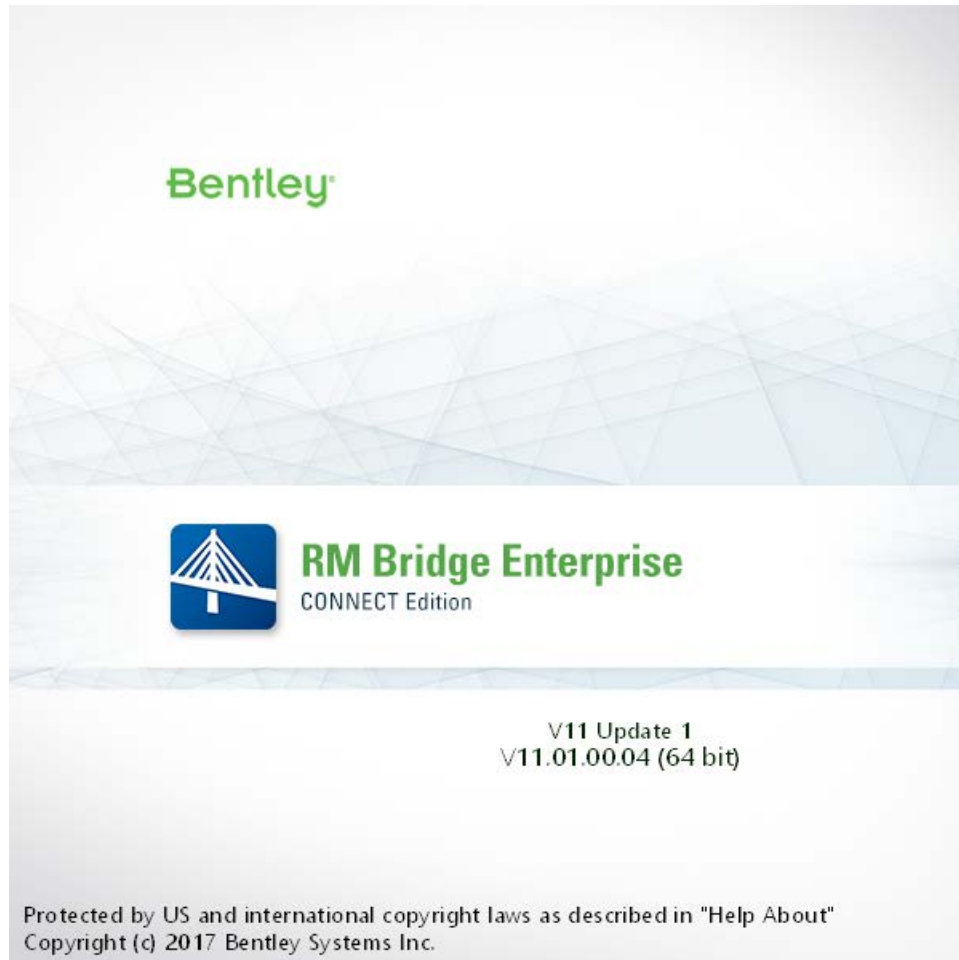 Bentley®
RM Bridge Enterprise
CONNECT Edition
V11 Update 1
V11.01.00.04 (64 bit)
Protected by US and international copyright laws as described in "Help About"
Copyright (c) 2017 Bentley Systems Inc.